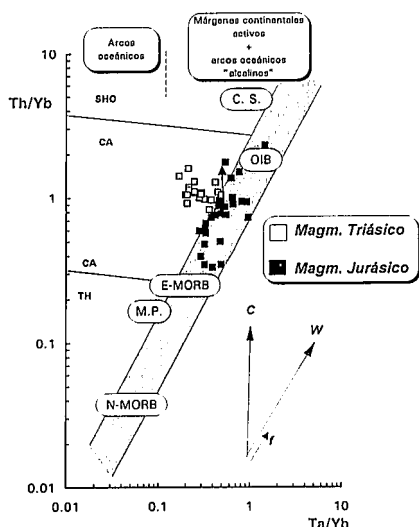 Arcos
oceánicos
Márgenes continentales
activos
+
arcos oceánicos
"alcalinos"
10
Th/Yb
SHO
C. S.
CA
OIB
1
Magm. Triásico
Magm. Jurásico
CA
E-MORB
TH
M.P.
C
W
0.1
N-MORB
f
0.01
0.01
0.1
1
10
Ta/Yb